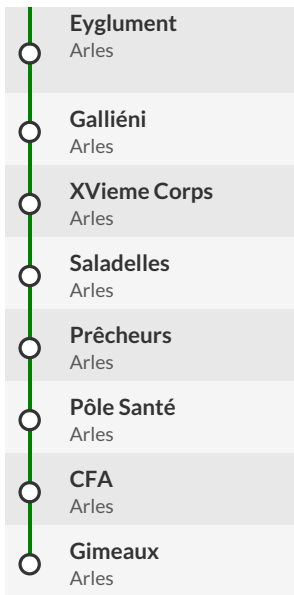 Eyglument
Arles
Galliéni
Arles
XVieme Corps
Arles
Saladelles
Arles
Prêcheurs
Arles
Pôle Santé
Arles
CFA
Arles
Gimeaux
Arles